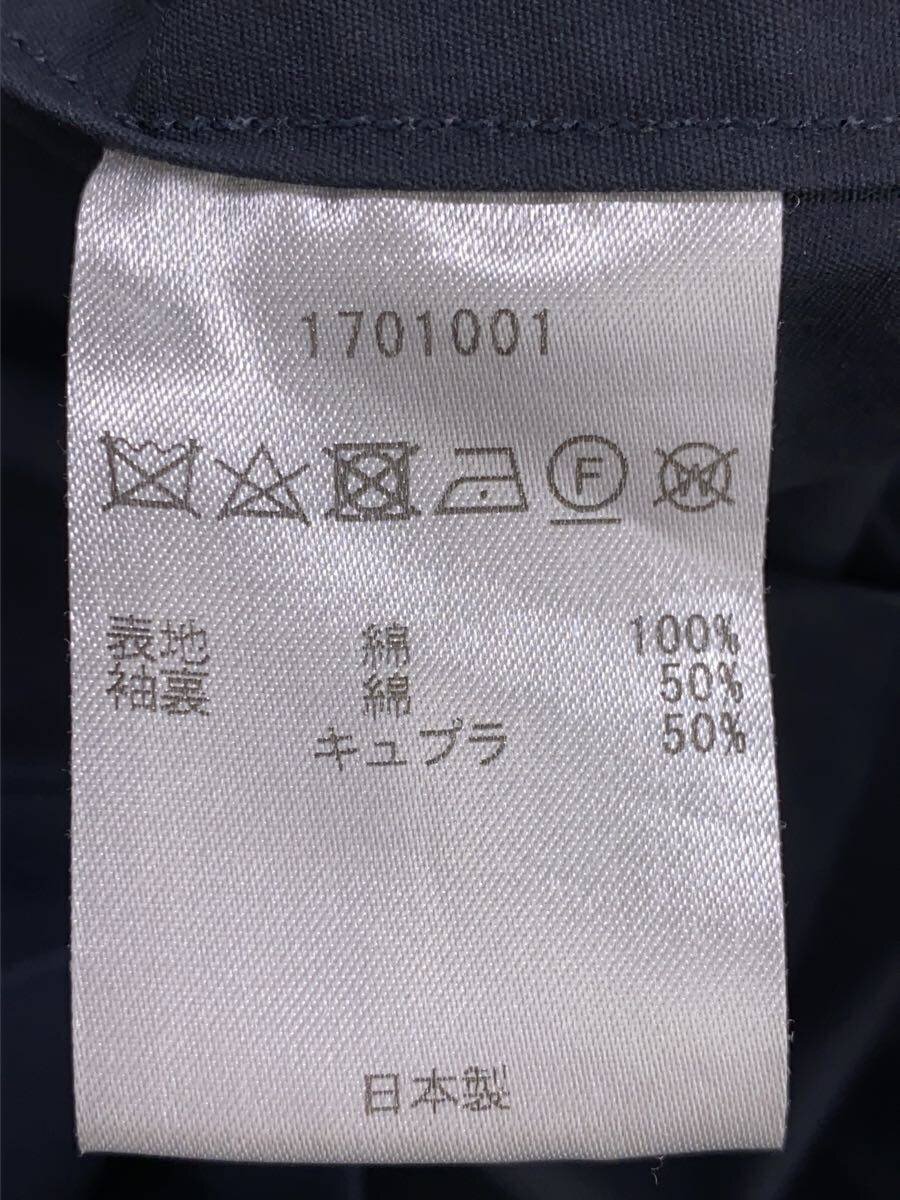 1701001
F W
表地 綿 100%
袖裏 綿 50%
キュプラ 50%
日本製